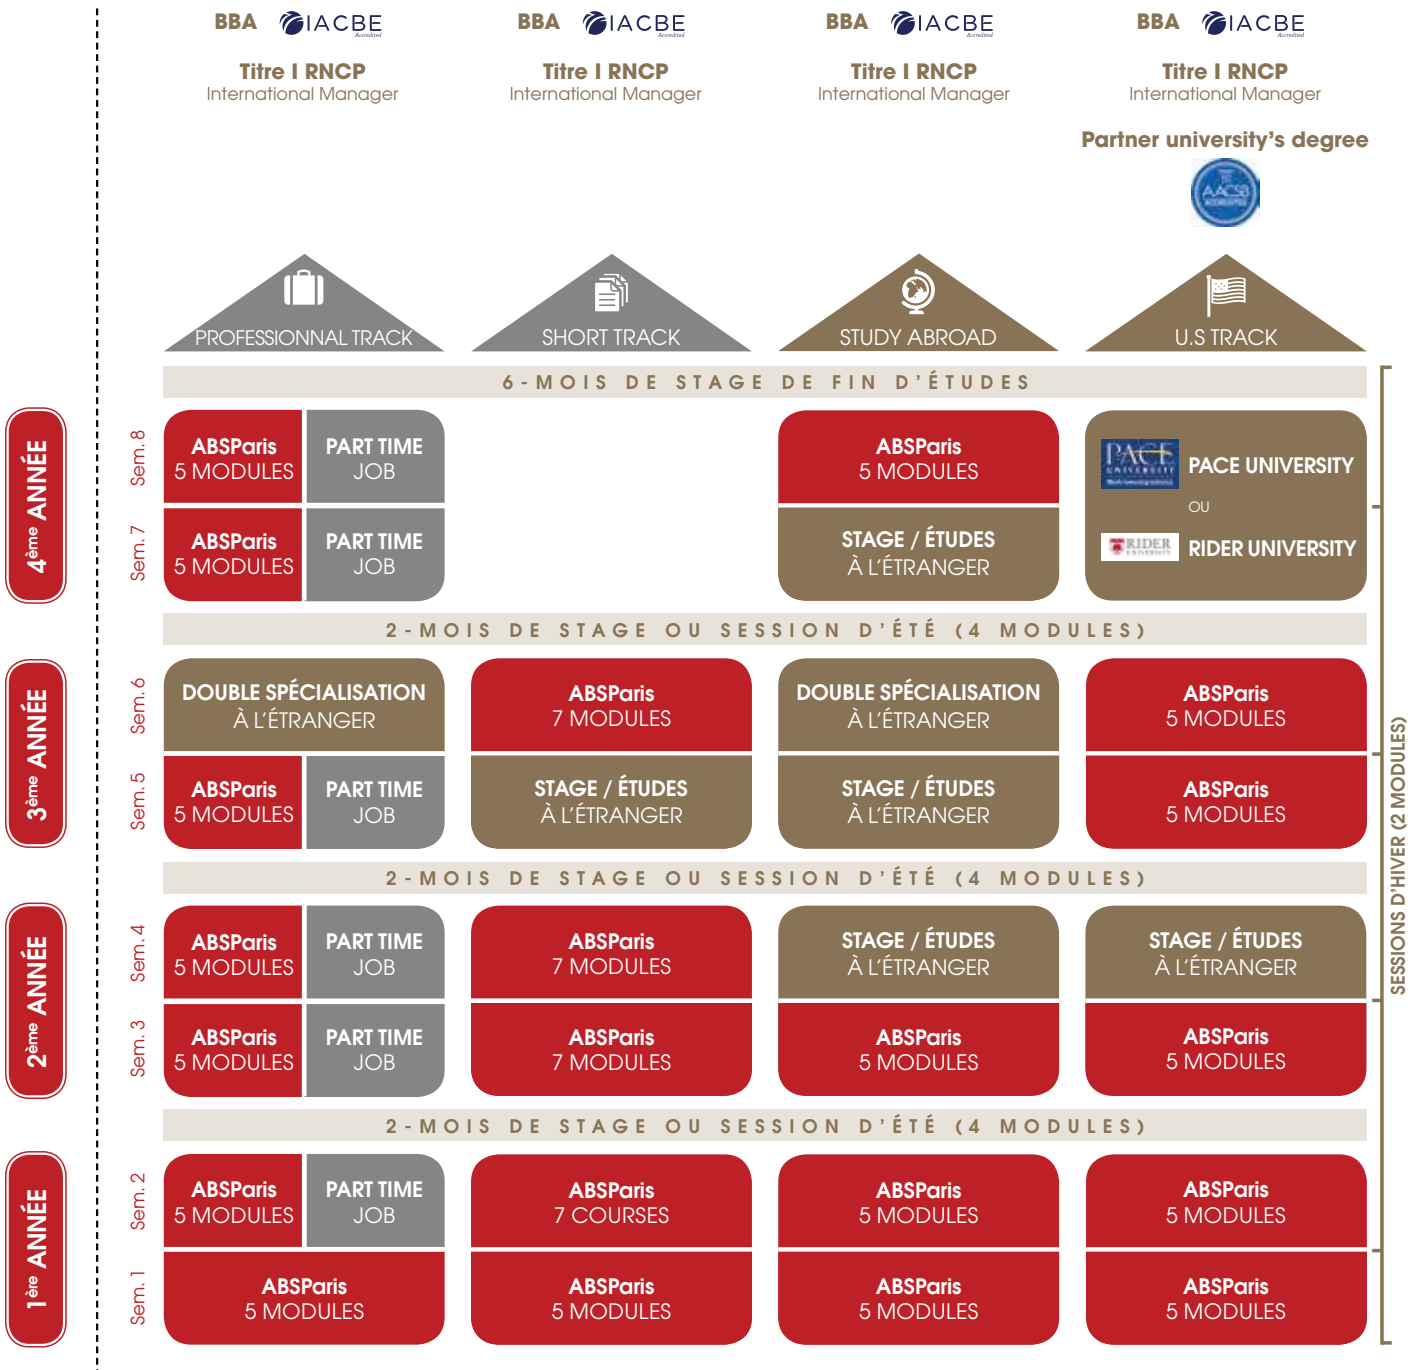 BBA IACBE
Accredited
BBA IACBE
Accredited
BBA IACBE
Accredited
BBA IACBE
Accredited
Titre I RNCP
International Manager
Titre I RNCP
International Manager
Titre I RNCP
International Manager
Titre I RNCP
International Manager
Partner university's degree
AACSB
ACCREDITED
PROFESSIONNAL TRACK
SHORT TRACK
STUDY ABROAD
U.S TRACK
6-MOIS DE STAGE DE FIN D'ÉTUDES
4ème ANNÉE
Sem. 8
ABSParis
5 MODULES
PART TIME
JOB
ABSParis
5 MODULES
PACE
UNIVERSITY
PACE UNIVERSITY
OU
RIDER
UNIVERSITY
RIDER UNIVERSITY
Sem. 7
ABSParis
5 MODULES
PART TIME
JOB
STAGE / ÉTUDES
À L'ÉTRANGER
2-MOIS DE STAGE OU SESSION D'ÉTÉ (4 MODULES)
3ème ANNÉE
Sem. 6
DOUBLE SPÉCIALISATION
À L'ÉTRANGER
ABSParis
7 MODULES
DOUBLE SPÉCIALISATION
À L'ÉTRANGER
ABSParis
5 MODULES
Sem. 5
ABSParis
5 MODULES
PART TIME
JOB
STAGE / ÉTUDES
À L'ÉTRANGER
STAGE / ÉTUDES
À L'ÉTRANGER
ABSParis
5 MODULES
SESSIONS D'HIVER (2 MODULES)
2-MOIS DE STAGE OU SESSION D'ÉTÉ (4 MODULES)
2ème ANNÉE
Sem. 4
ABSParis
5 MODULES
PART TIME
JOB
ABSParis
7 MODULES
STAGE / ÉTUDES
À L'ÉTRANGER
STAGE / ÉTUDES
À L'ÉTRANGER
Sem. 3
ABSParis
5 MODULES
PART TIME
JOB
ABSParis
7 MODULES
ABSParis
5 MODULES
ABSParis
5 MODULES
2-MOIS DE STAGE OU SESSION D'ÉTÉ (4 MODULES)
1ère ANNÉE
Sem. 2
ABSParis
5 MODULES
PART TIME
JOB
ABSParis
7 COURSES
ABSParis
5 MODULES
ABSParis
5 MODULES
Sem. 1
ABSParis
5 MODULES
ABSParis
5 MODULES
ABSParis
5 MODULES
ABSParis
5 MODULES